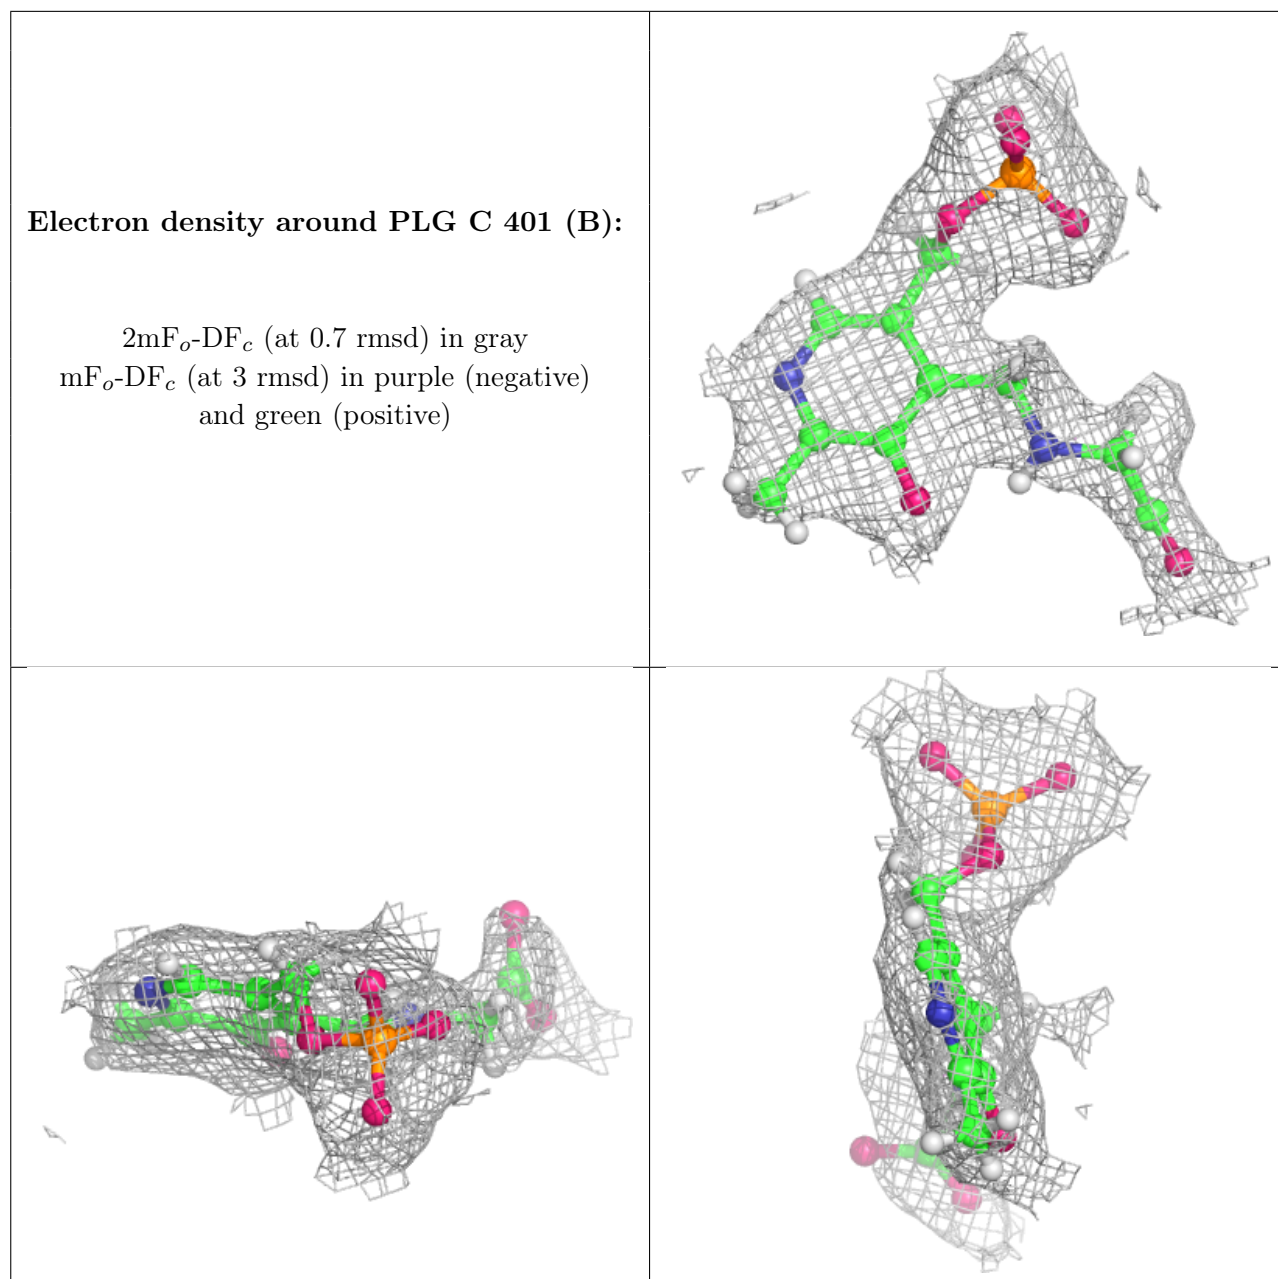 Electron density around PLG C 401 (B):
2mFo-DFc (at 0.7 rmsd) in gray
mFo-DFc (at 3 rmsd) in purple (negative)
and green (positive)